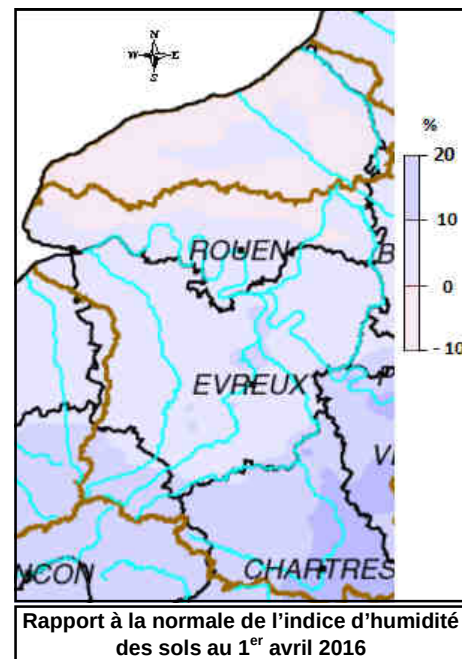 N
W E
S
%
20
10
0
- 10
ROUEN
B
EVREUX
P
V
NCON
CHARTRES
Rapport à la normale de l'indice d'humidité
des sols au 1er avril 2016